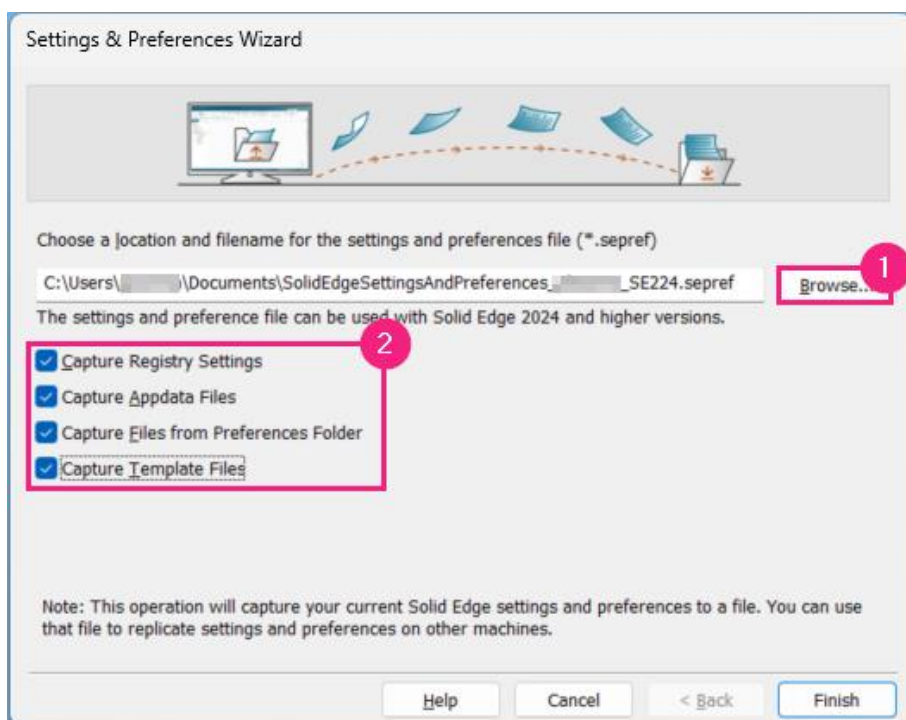 Settings & Preferences Wizard
Choose a location and filename for the settings and preferences file (*.sepref)
C:\Users\ \Documents\SolidEdgeSettingsAndPreferences_ _SE224.sepref
Browse...
1
The settings and preference file can be used with Solid Edge 2024 and higher versions.
2
Capture Registry Settings
Capture Appdata Files
Capture Files from Preferences Folder
Capture Template Files
Note: This operation will capture your current Solid Edge settings and preferences to a file. You can use
that file to replicate settings and preferences on other machines.
Help
Cancel
< Back
Finish